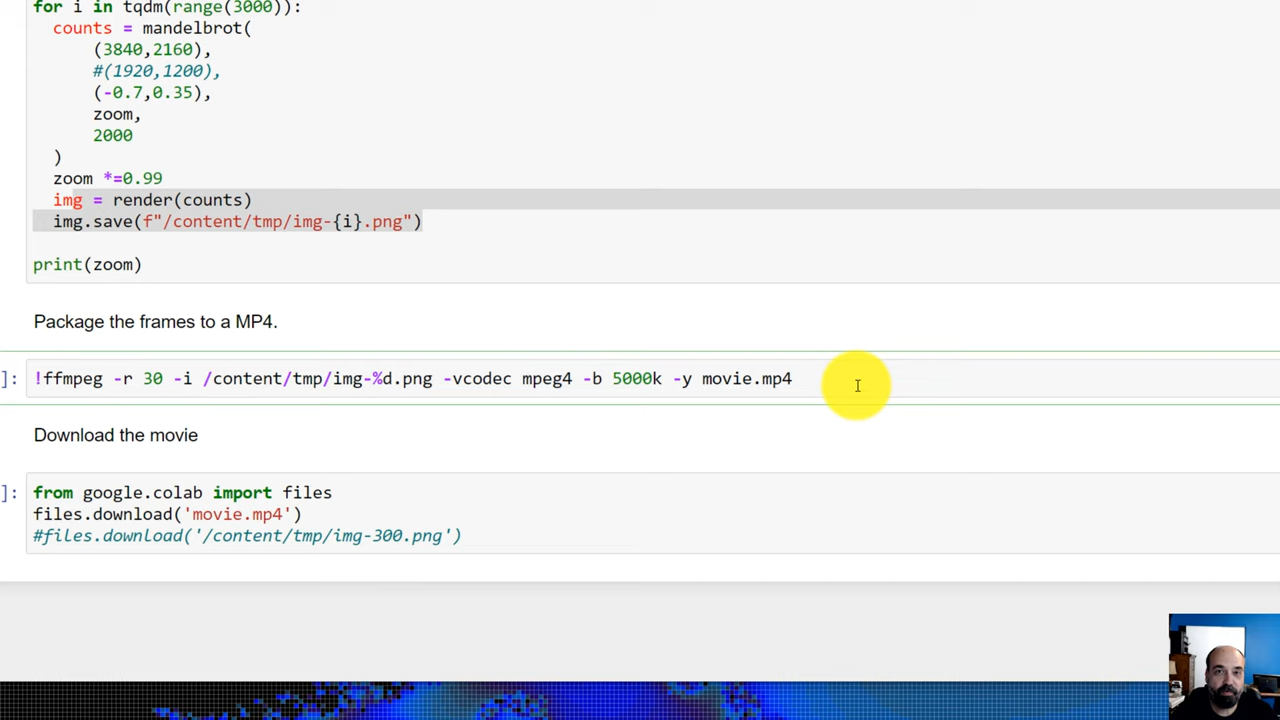 for i in tqdm(range(3000)):
counts = mandelbrot(
(3840,2160),
#(1920,1200),
(-0.7,0.35),
zoom,
2000
)
zoom *=0.99
img = render(counts)
img.save(f"/content/tmp/img-{i}.png")
print(zoom)
Package the frames to a MP4.
]: !ffmpeg -r 30 -i /content/tmp/img-%d.png -vcodec mpeg4 -b 5000k -y movie.mp4
Download the movie
]: from google.colab import files
files.download('movie.mp4')
#files.download('/content/tmp/img-300.png')